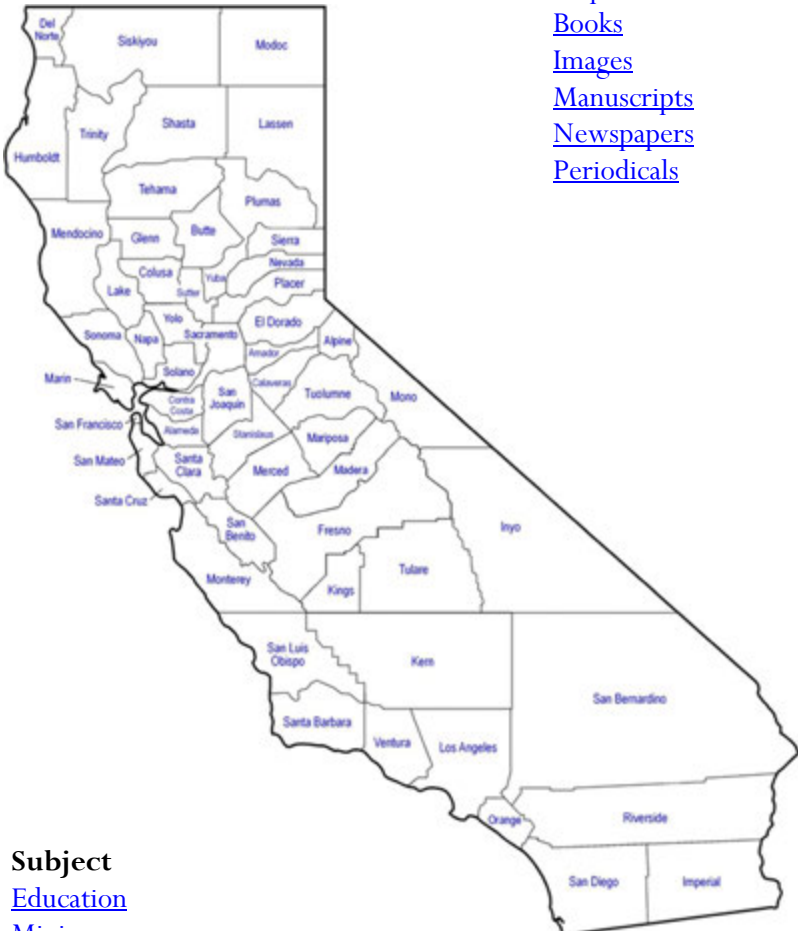 Books
Images
Manuscripts
Newspapers
Periodicals
Del
Norte
Siskiyou
Modoc
Humboldt
Trinity
Shasta
Lassen
Tehama
Plumas
Mendocino
Glenn
Butte
Sierra
Nevada
Placer
Lake
Colusa
Sutter
Yuba
Sonoma
Napa
Yolo
Sacramento
El Dorado
Alpine
Amador
Solano
Marin
Contra
Costa
San
Joaquin
Calaveras
Tuolumne
Mono
San Francisco
Alameda
Stanislaus
Mariposa
San Mateo
Santa
Clara
Merced
Madera
Santa Cruz
San
Benito
Fresno
Inyo
Monterey
Kings
Tulare
San Luis
Obispo
Kern
San Bernardino
Santa Barbara
Ventura
Los Angeles
Orange
Riverside
San Diego
Imperial
Subject
Education